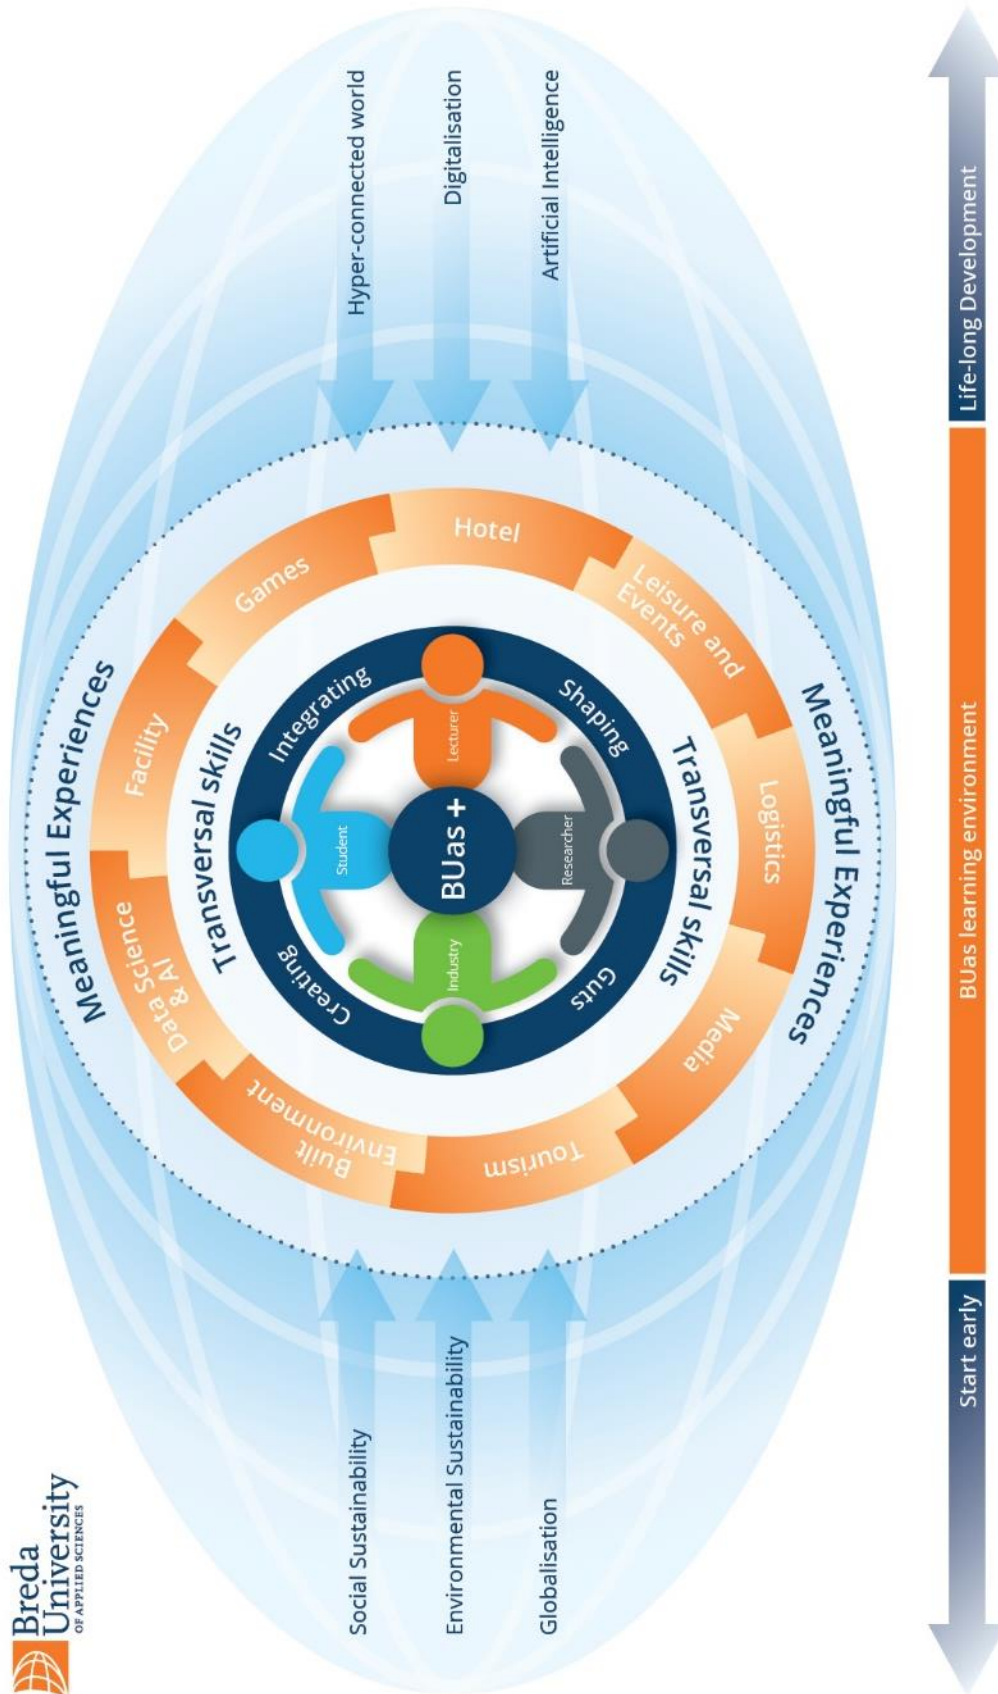 Breda
University
OF APPLIED SCIENCES
Social Sustainability
Environmental Sustainability
Globalisation
Hyper-connected world
Digitalisation
Artificial Intelligence
Meaningful Experiences
Data Science
& AI
Facility
Games
Hotel
Leisure and
Events
Logistics
Media
Tourism
Built
Environment
Transversal skills
Creating
Integrating
Shaping
Guts
Student
Lecturer
Researcher
Industry
BUas +
Transversal skills
Meaningful Experiences
Start early
BUas learning environment
Life-long Development